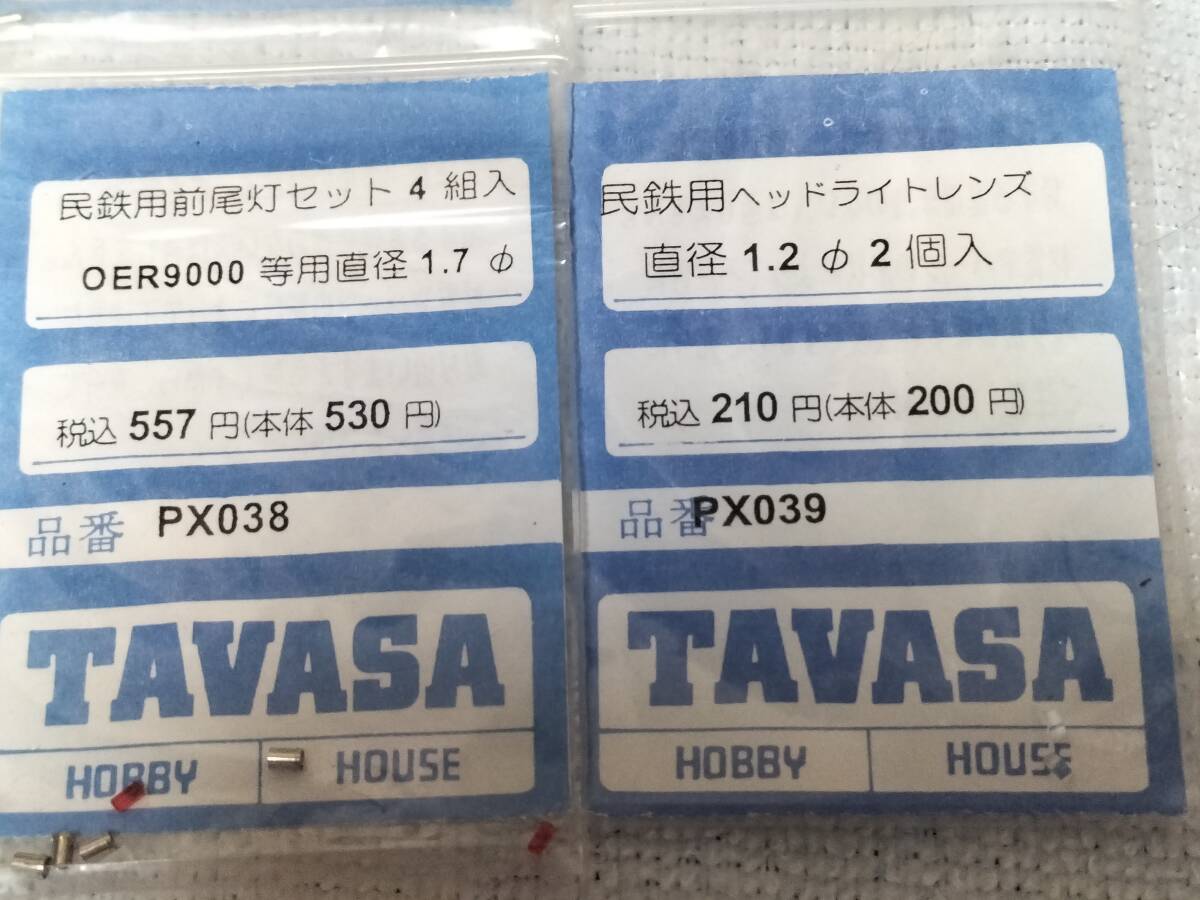 民鉄用前尾灯セット 4 組入
OER9000 等用直径 1.7 φ
税込 557 円(本体 530 円)
品番 PX038
TAVASA
HOBBY HOUSE
民鉄用ヘッドライトレンズ
直径 1.2 φ 2 個入
税込 210 円(本体 200 円)
品番 PX039
TAVASA
HOBBY HOUSE